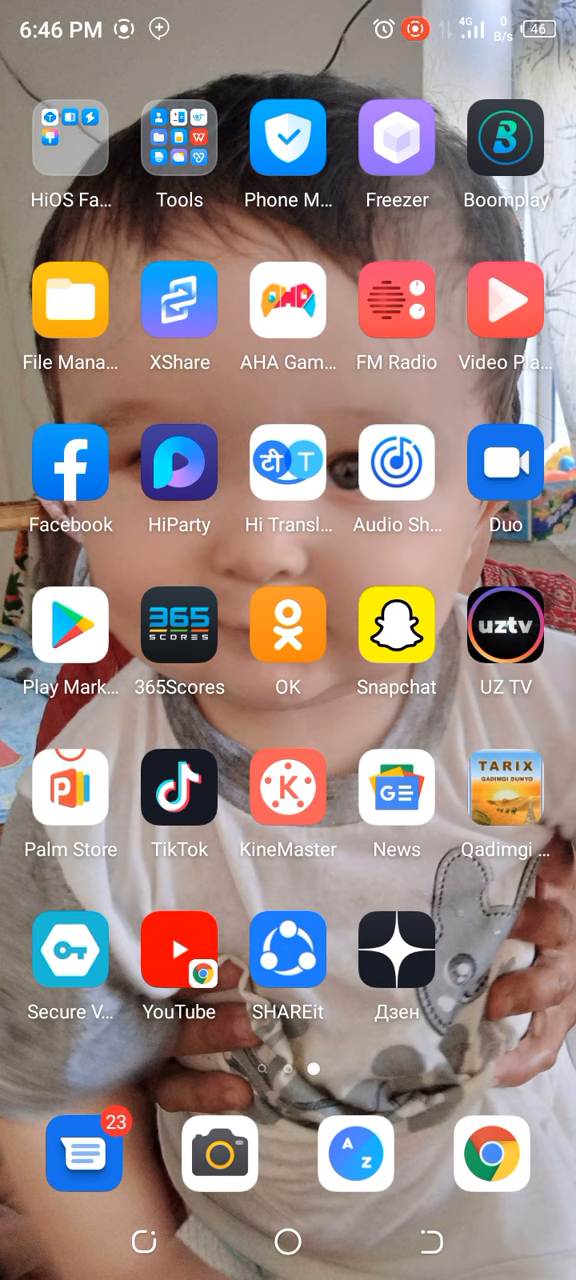 6:46 PM 4G 0 B/s 46
HiOS Fa... Tools Phone M... Freezer Boomplay
File Mana... XShare AHA Gam... FM Radio Video Pla...
टी T
Facebook HiParty Hi Transl... Audio Sh... Duo
365 SCORES uztv
Play Mark... 365Scores OK Snapchat UZ TV
K GE TARIX
QADIMGI DUNYO
Palm Store TikTok KineMaster News Qadimgi ...
Secure V... YouTube SHAREit Дзен
23
A Z